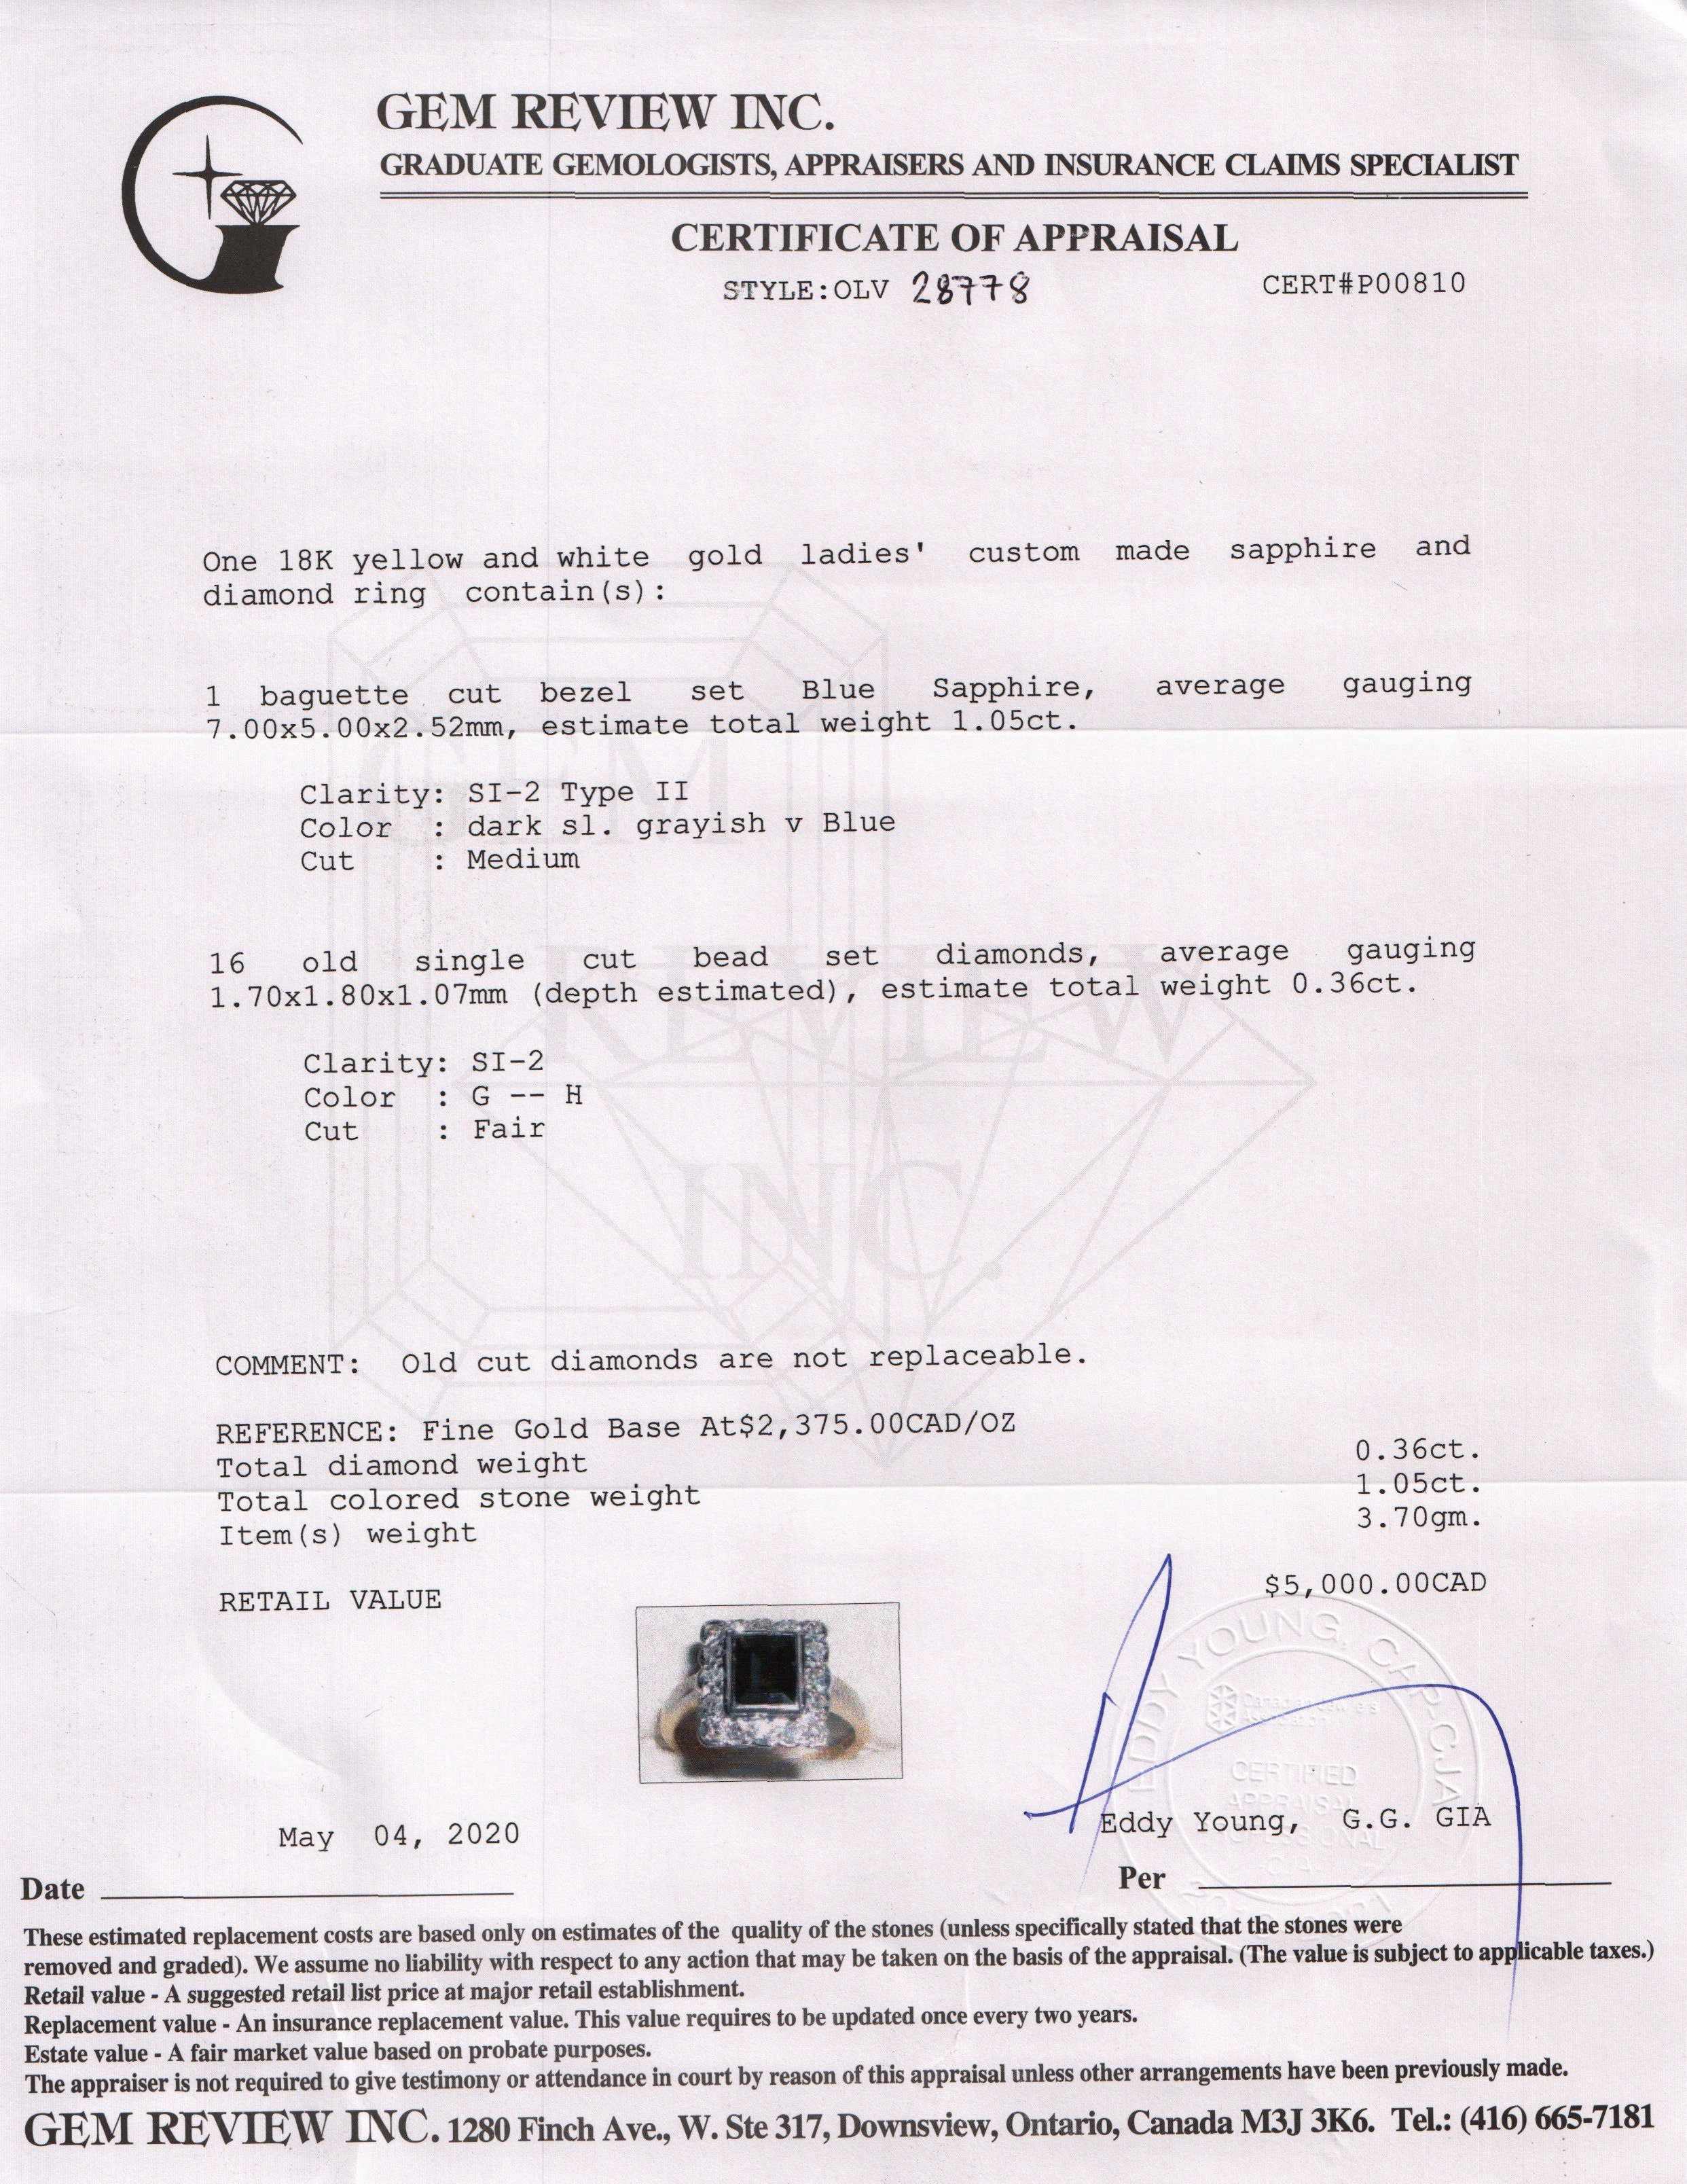 GEM REVIEW INC.
GRADUATE GEMOLOGISTS, APPRAISERS AND INSURANCE CLAIMS SPECIALIST
CERTIFICATE OF APPRAISAL
STYLE:OLV 28778
CERT#P00810
One 18K yellow and white gold ladies' custom made sapphire and
diamond ring contain(s):
1 baguette cut bezel set Blue Sapphire, average gauging
7.00x5.00x2.52mm, estimate total weight 1.05ct.
Clarity: SI-2 Type II
Color : dark sl. grayish v Blue
Cut : Medium
16 old single cut bead set diamonds, average gauging
1.70x1.80x1.07mm (depth estimated), estimate total weight 0.36ct.
Clarity: SI-2
Color : G -- H
Cut : Fair
GEM
REVIEW
INC.
COMMENT: Old cut diamonds are not replaceable.
REFERENCE: Fine Gold Base At$2,375.00CAD/OZ
Total diamond weight 0.36ct.
Total colored stone weight 1.05ct.
Item(s) weight 3.70gm.
RETAIL VALUE $5,000.00CAD
EDDY YOUNG, CAP-CJA
CERTIFIED
APPRAISAL
May 04, 2020
Eddy Young, G.G. GIA
Date
Per
These estimated replacement costs are based only on estimates of the quality of the stones (unless specifically stated that the stones were
removed and graded). We assume no liability with respect to any action that may be taken on the basis of the appraisal. (The value is subject to applicable taxes.)
Retail value - A suggested retail list price at major retail establishment.
Replacement value - An insurance replacement value. This value requires to be updated once every two years.
Estate value - A fair market value based on probate purposes.
The appraiser is not required to give testimony or attendance in court by reason of this appraisal unless other arrangements have been previously made.
GEM REVIEW INC. 1280 Finch Ave., W. Ste 317, Downsview, Ontario, Canada M3J 3K6. Tel.: (416) 665-7181